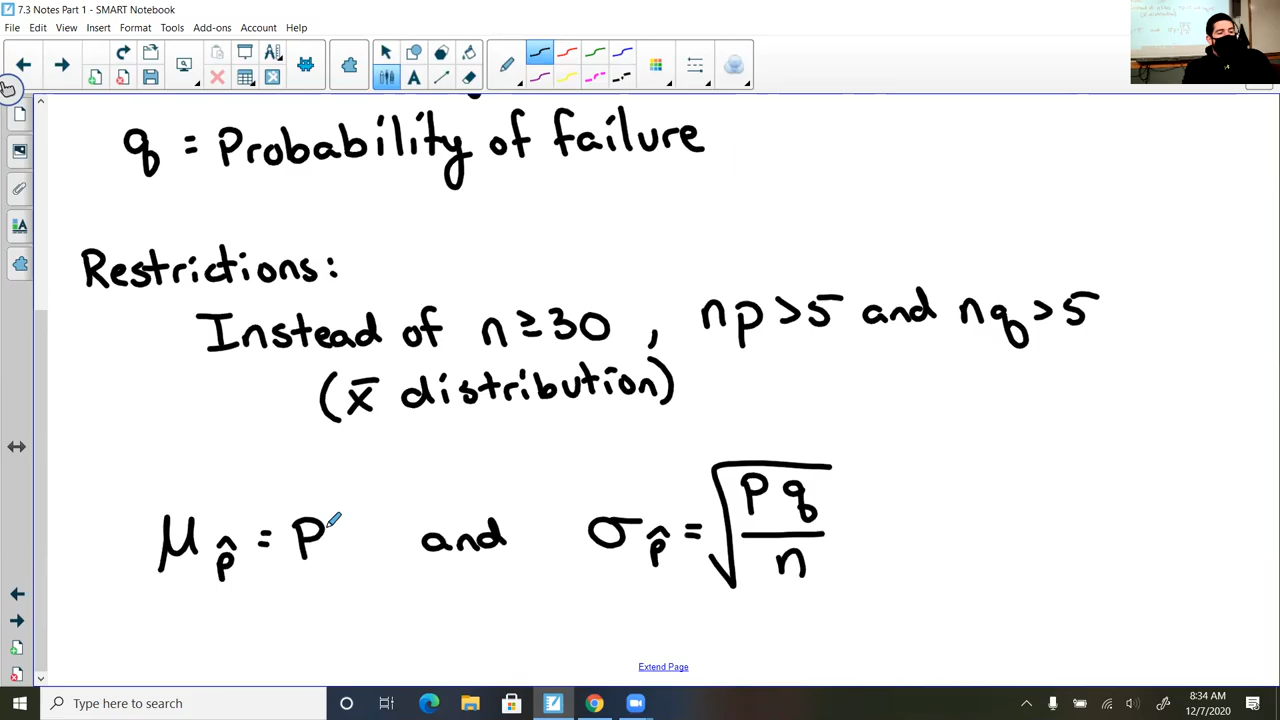 7.3 Notes Part 1 - SMART Notebook
File Edit View Insert Format Tools Add-ons Account Help
q = Probability of failure
Restrictions:
Instead of n ≥ 30 , np > 5 and nq > 5
(x̄ distribution)
μ p̂ = p and σ p̂ = √(pq/n)
Extend Page
Type here to search
8:34 AM
12/7/2020